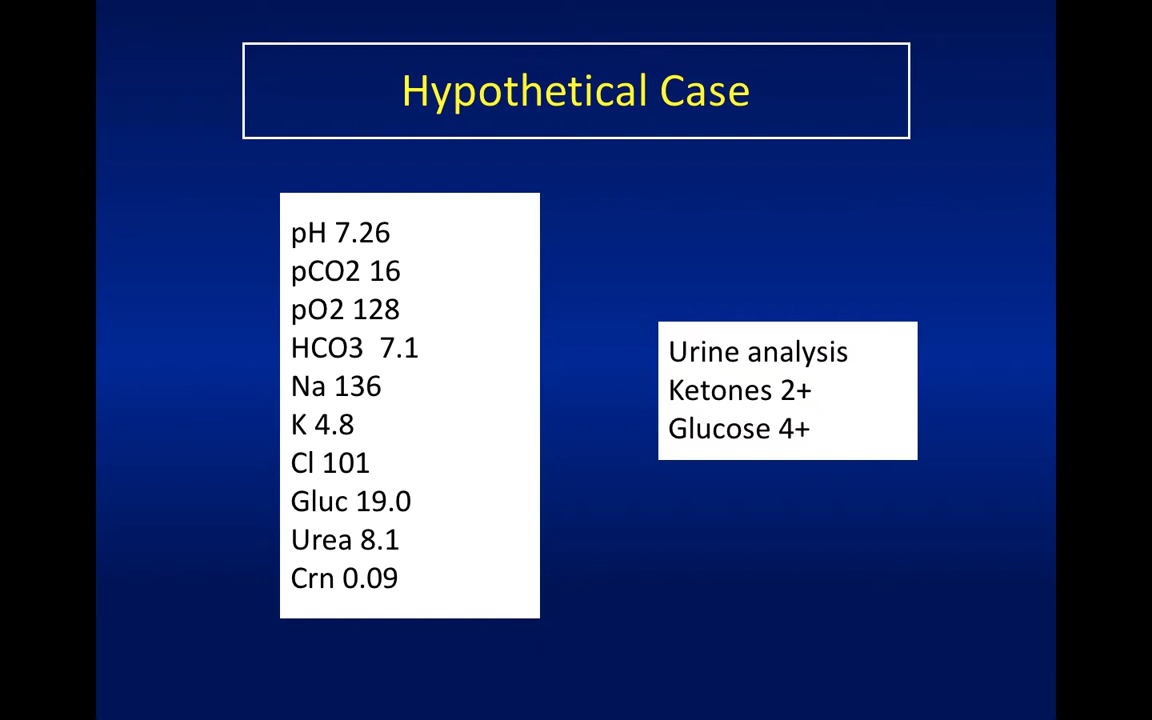 Hypothetical Case
pH 7.26
pCO2 16
pO2 128
HCO3  7.1
Na 136
K 4.8
Cl 101
Gluc 19.0
Urea 8.1
Crn 0.09
Urine analysis
Ketones 2+
Glucose 4+